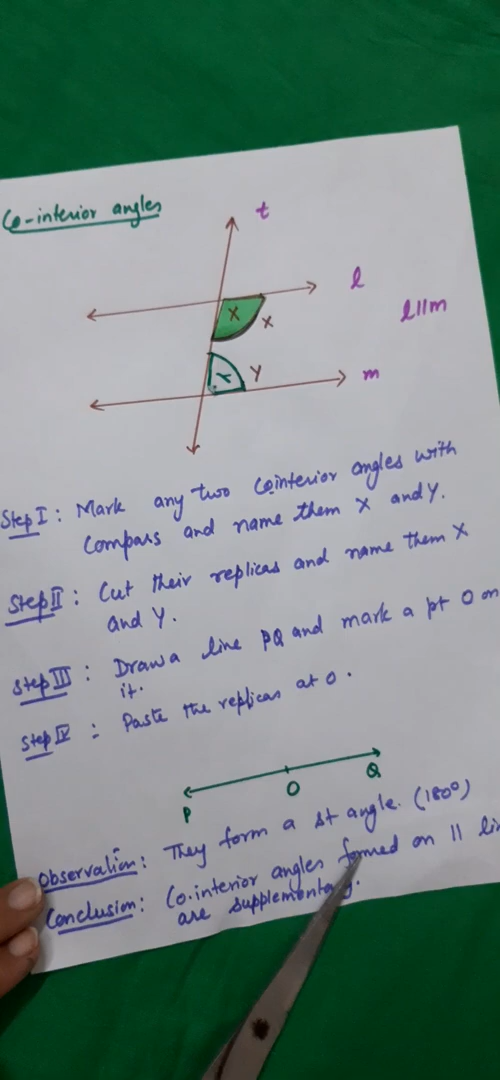 Co-interior angles
t
l
X
X
l||m
Y
Y
m
Step I : Mark any two Cointerior angles with
Compass and name them X and Y.
Step II : Cut their replicas and name them X
and Y.
Step III : Draw a line PQ and mark a pt O on
it.
Step IV : Paste the replicas at O.
P O Q
Observation : They form a st angle. (180°)
Conclusion : Co.interior angles formed on ||
are supplementary.